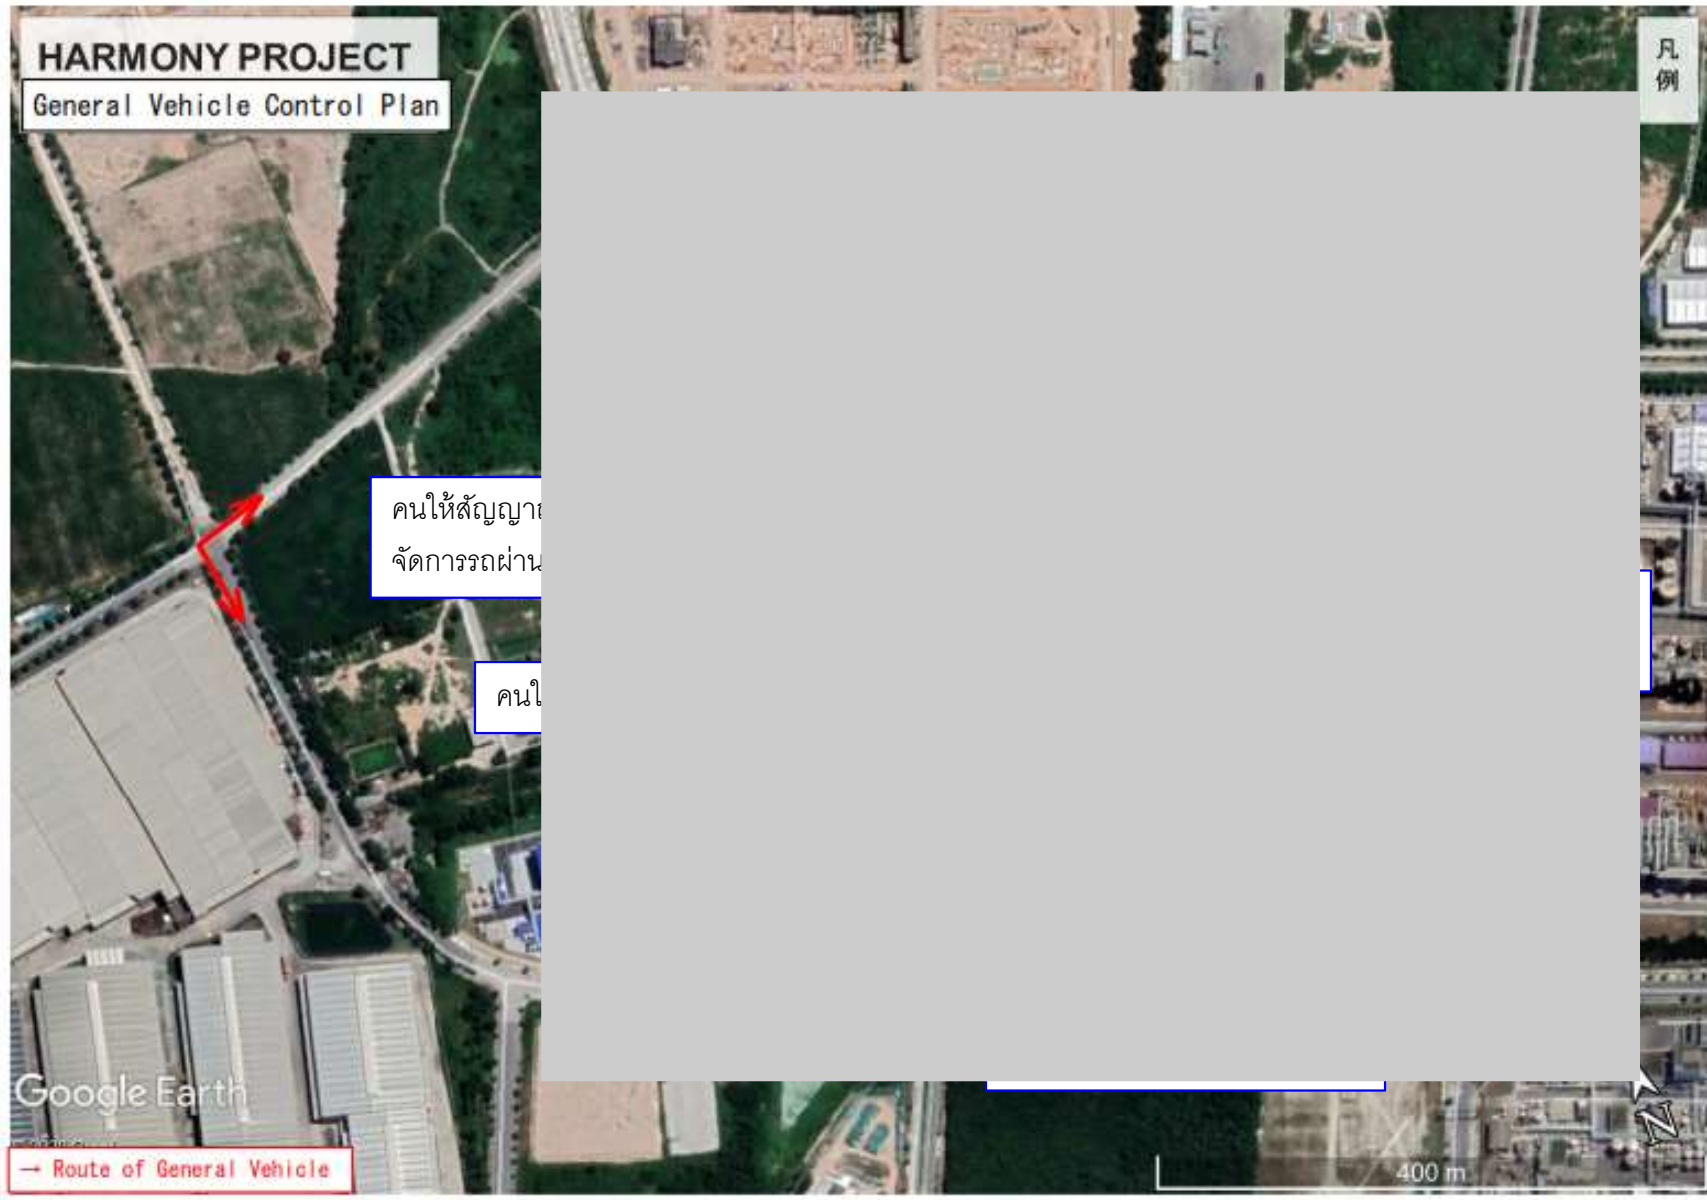 HARMONY PROJECT
General Vehicle Control Plan
凡
例
คนให้สัญญา
จัดการรถผ่าน
คนใ
Google Earth
→ Route of General Vehicle
400 m
N